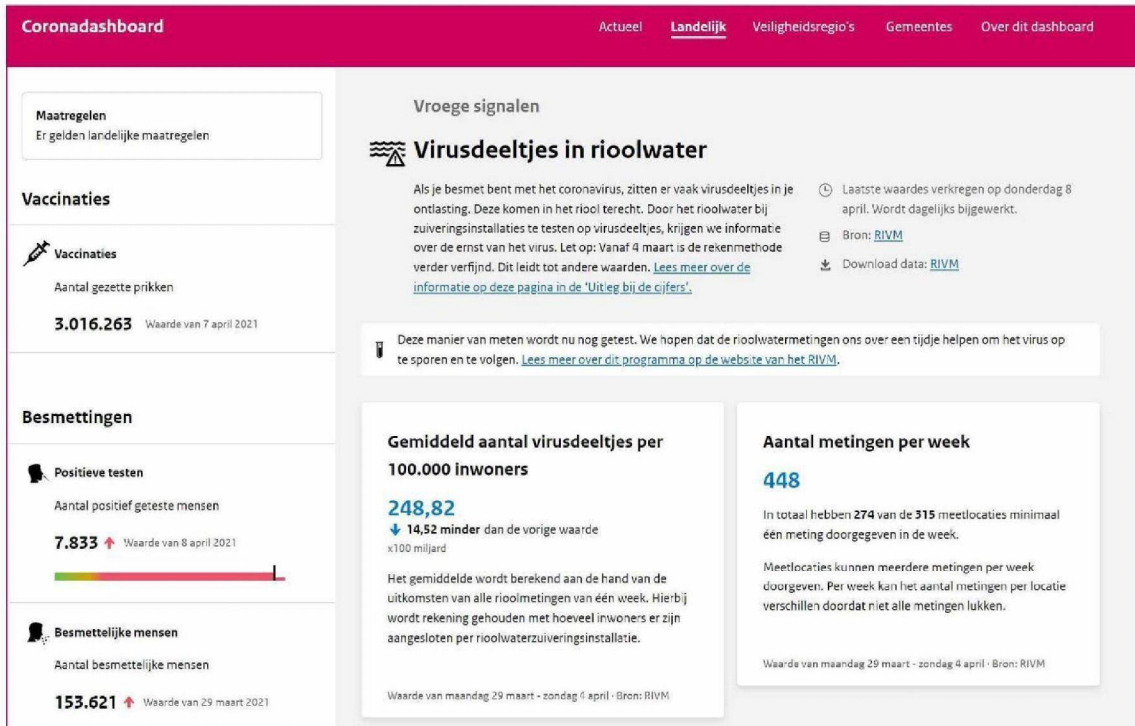 Coronadashboard
Actueel Landelijk Veiligheidsregio's Gemeentes Over dit dashboard
Maatregelen
Er gelden landelijke maatregelen
Vaccinaties
Vaccinaties
Aantal gezette prikken
3.016.263 Waarde van 7 april 2021
Besmettingen
Positieve testen
Aantal positief geteste mensen
7.833 Waarde van 8 april 2021
Besmettelijke mensen
Aantal besmettelijke mensen
153.621 Waarde van 29 maart 2021
Vroege signalen
Virusdeeltjes in rioolwater
Als je besmet bent met het coronavirus, zitten er vaak virusdeeltjes in je
ontlasting. Deze komen in het riool terecht. Door het rioolwater bij
zuiveringsinstallaties te testen op virusdeeltjes, krijgen we informatie
over de ernst van het virus. Let op: Vanaf 4 maart is de rekenmethode
verder verfijnd. Dit leidt tot andere waarden. Lees meer over de
informatie op deze pagina in de 'Uitleg bij de cijfers'.
Laatste waardes verkregen op donderdag 8
april. Wordt dagelijks bijgewerkt.
Bron: RIVM
Download data: RIVM
Deze manier van meten wordt nu nog getest. We hopen dat de rioolwatermetingen ons over een tijdje helpen om het virus op
te sporen en te volgen. Lees meer over dit programma op de website van het RIVM.
Gemiddeld aantal virusdeeltjes per
100.000 inwoners
248,82
14,52 minder dan de vorige waarde
x100 miljard
Het gemiddelde wordt berekend aan de hand van de
uitkomsten van alle rioolmetingen van één week. Hierbij
wordt rekening gehouden met hoeveel inwoners er zijn
aangesloten per rioolwaterzuiveringsinstallatie.
Waarde van maandag 29 maart - zondag 4 april · Bron: RIVM
Aantal metingen per week
448
In totaal hebben 274 van de 315 meetlocaties minimaal
één meting doorgegeven in de week.
Meetlocaties kunnen meerdere metingen per week
doorgeven. Per week kan het aantal metingen per locatie
verschillen doordat niet alle metingen lukken.
Waarde van maandag 29 maart - zondag 4 april · Bron: RIVM